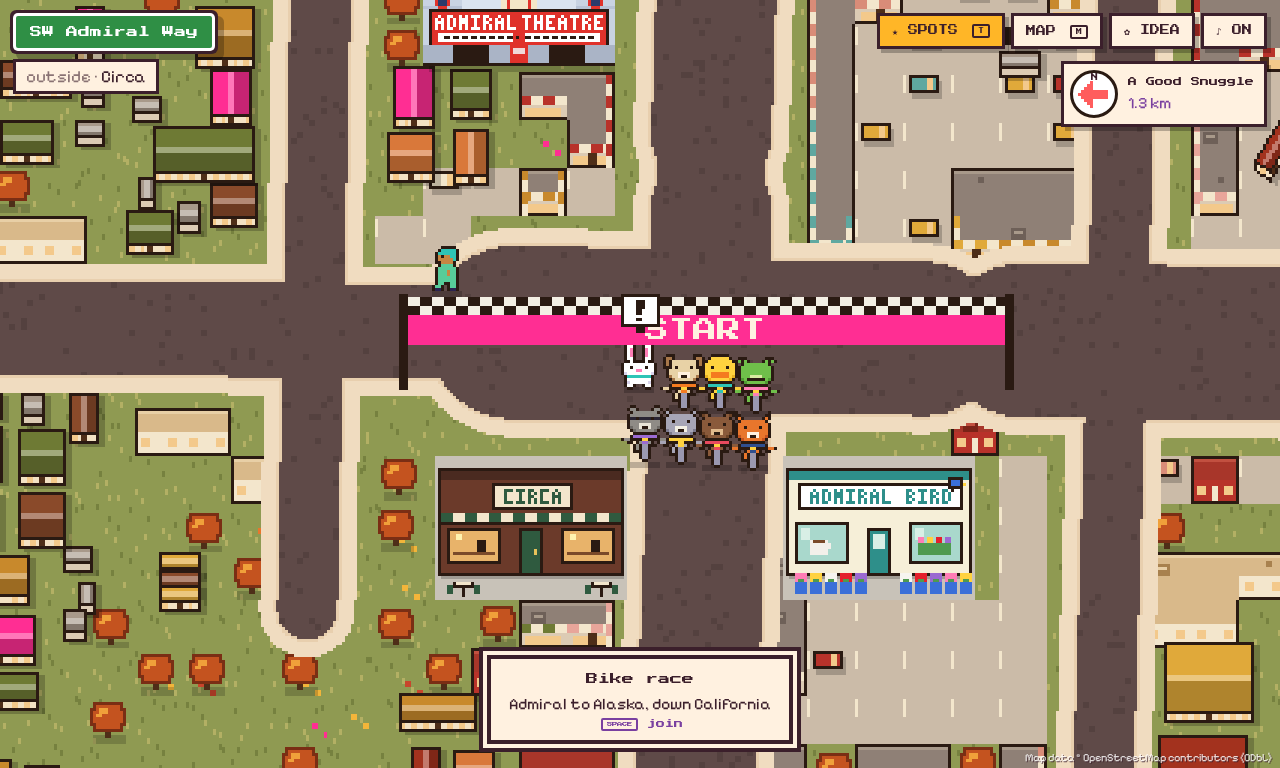 SW Admiral Way
outside · Circa
ADMIRAL THEATRE
★ SPOTS T
MAP M
✿ IDEA
♪ ON
N
A Good Snuggle
1.3 km
!
START
CIRCA
ADMIRAL BIRD
Bike race
Admiral to Alaska, down California
SPACE join
Map data © OpenStreetMap contributors (ODbL)